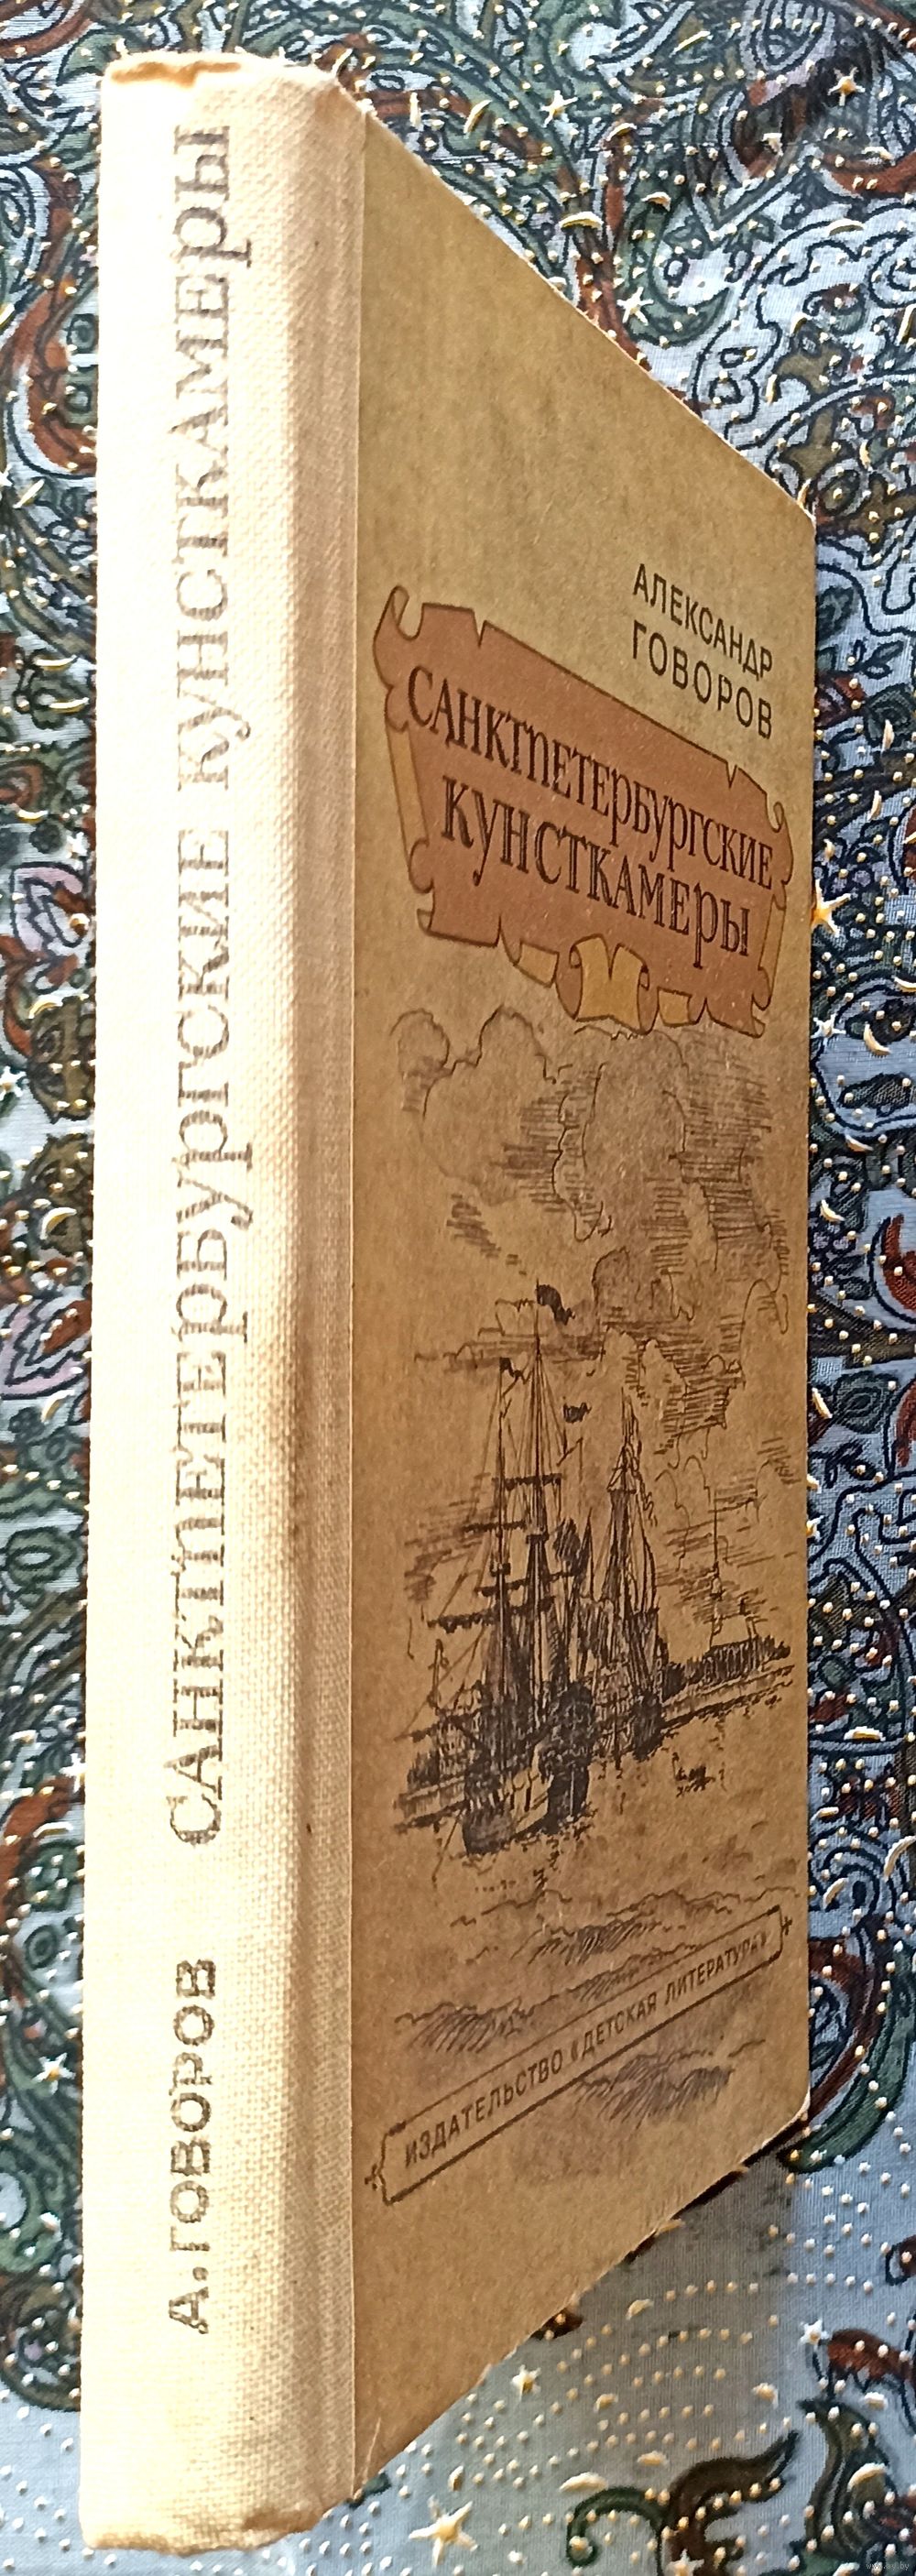 А. ГОВОРОВ САНКТПЕТЕРБУРГСКИЕ КУНСТКАМЕРЫ
АЛЕКСАНДР
ГОВОРОВ
САНКТПЕТЕРБУРГСКИЕ
КУНСТКАМЕРЫ
ИЗДАТЕЛЬСТВО «ДЕТСКАЯ ЛИТЕРАТУРА»